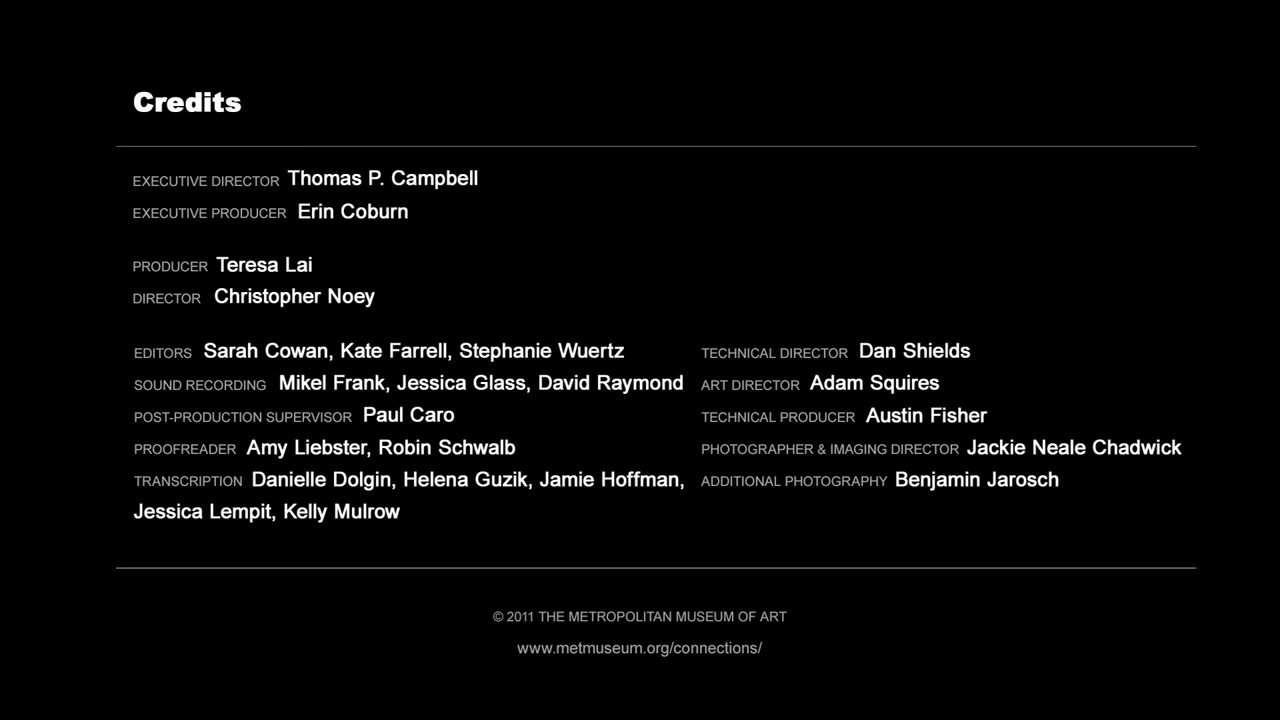 Credits
EXECUTIVE DIRECTOR Thomas P. Campbell
EXECUTIVE PRODUCER Erin Coburn
PRODUCER Teresa Lai
DIRECTOR Christopher Noey
EDITORS Sarah Cowan, Kate Farrell, Stephanie Wuertz
SOUND RECORDING Mikel Frank, Jessica Glass, David Raymond
POST-PRODUCTION SUPERVISOR Paul Caro
PROOFREADER Amy Liebster, Robin Schwalb
TRANSCRIPTION Danielle Dolgin, Helena Guzik, Jamie Hoffman,
Jessica Lempit, Kelly Mulrow
TECHNICAL DIRECTOR Dan Shields
ART DIRECTOR Adam Squires
TECHNICAL PRODUCER Austin Fisher
PHOTOGRAPHER & IMAGING DIRECTOR Jackie Neale Chadwick
ADDITIONAL PHOTOGRAPHY Benjamin Jarosch
© 2011 THE METROPOLITAN MUSEUM OF ART
www.metmuseum.org/connections/